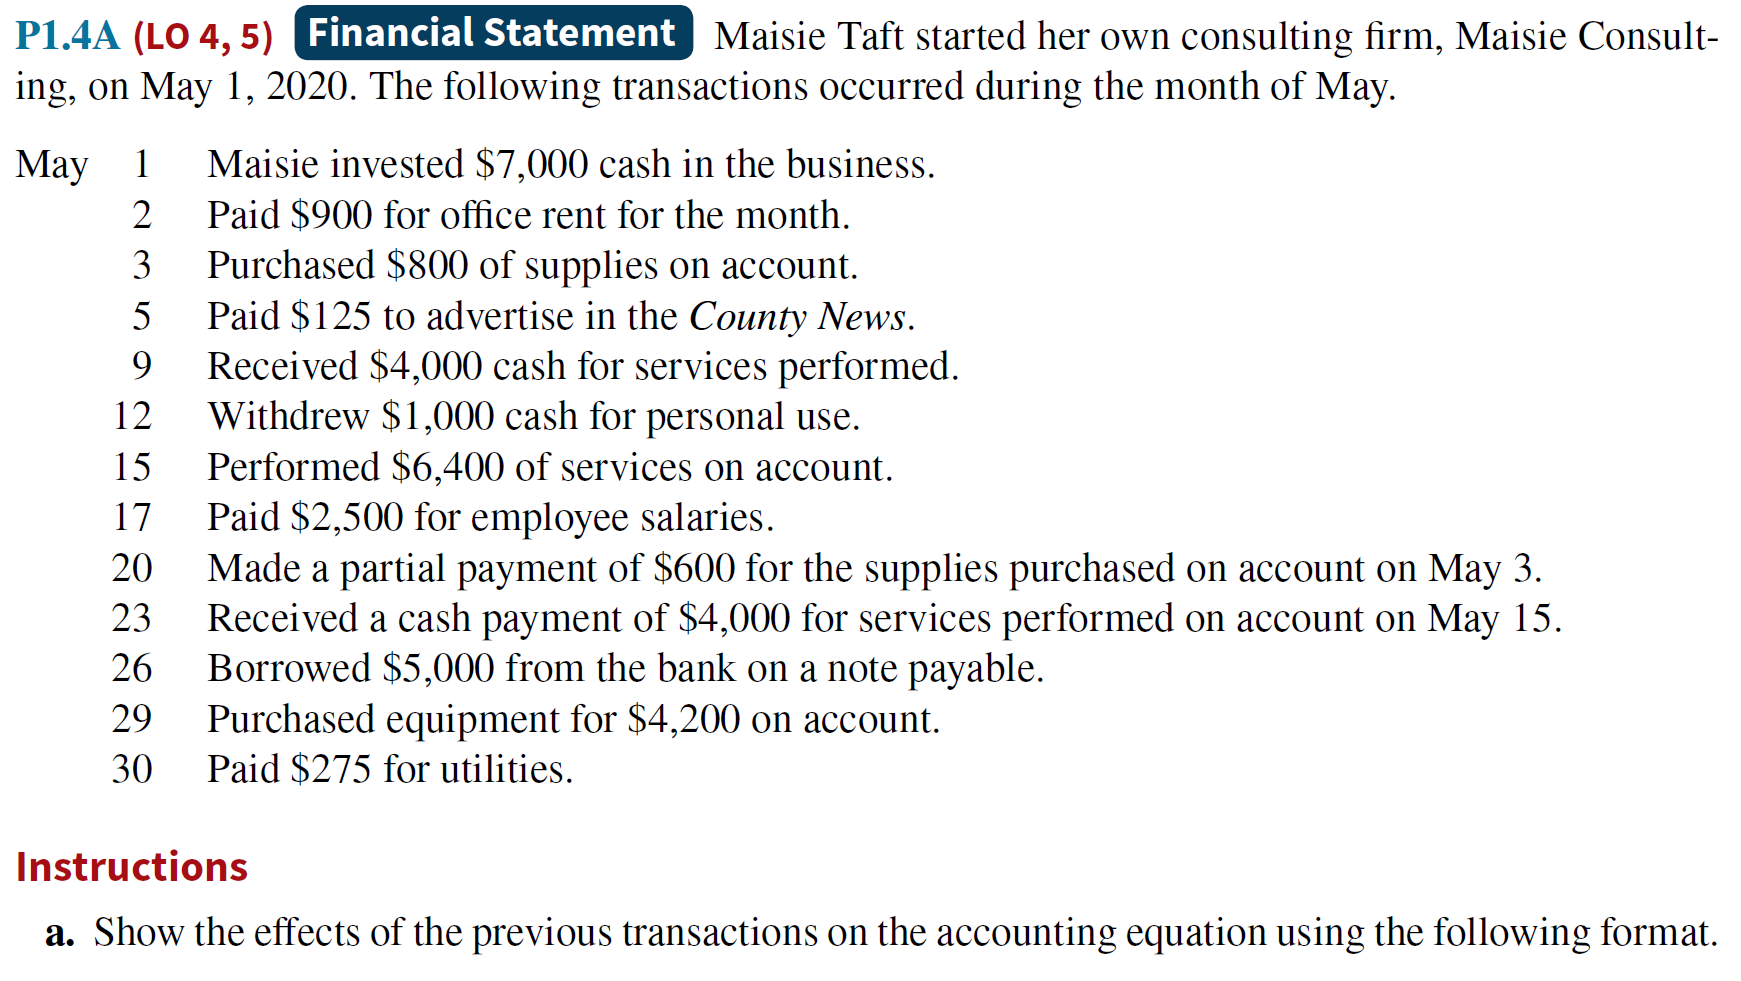 P1.4A (LO 4, 5) Financial Statement Maisie Taft started her own consulting firm, Maisie Consult-
ing, on May 1, 2020. The following transactions occurred during the month of May.
May 1 Maisie invested $7,000 cash in the business.
2 Paid $900 for office rent for the month.
3 Purchased $800 of supplies on account.
5 Paid $125 to advertise in the County News.
9 Received $4,000 cash for services performed.
12 Withdrew $1,000 cash for personal use.
15 Performed $6,400 of services on account.
17 Paid $2,500 for employee salaries.
20 Made a partial payment of $600 for the supplies purchased on account on May 3.
23 Received a cash payment of $4,000 for services performed on account on May 15.
26 Borrowed $5,000 from the bank on a note payable.
29 Purchased equipment for $4,200 on account.
30 Paid $275 for utilities.
Instructions
a. Show the effects of the previous transactions on the accounting equation using the following format.